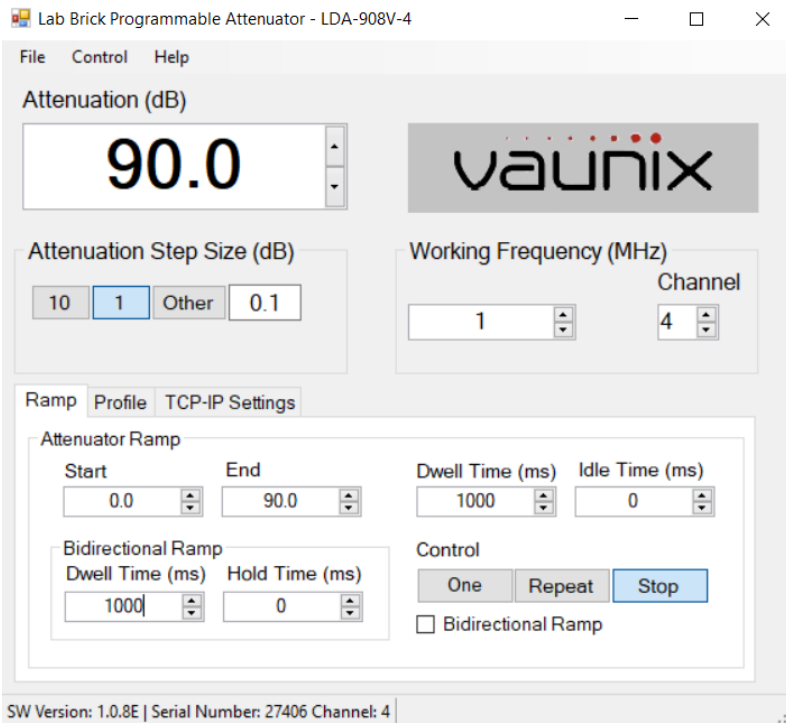 Lab Brick Programmable Attenuator - LDA-908V-4
File Control Help
Attenuation (dB)
90.0
vaunix
Attenuation Step Size (dB)
10 1 Other 0.1
Working Frequency (MHz)
Channel
1 4
Ramp Profile TCP-IP Settings
Attenuator Ramp
Start End Dwell Time (ms) Idle Time (ms)
0.0 90.0 1000 0
Bidirectional Ramp
Dwell Time (ms) Hold Time (ms)
1000 0
Control
One Repeat Stop
Bidirectional Ramp
SW Version: 1.0.8E | Serial Number: 27406 Channel: 4